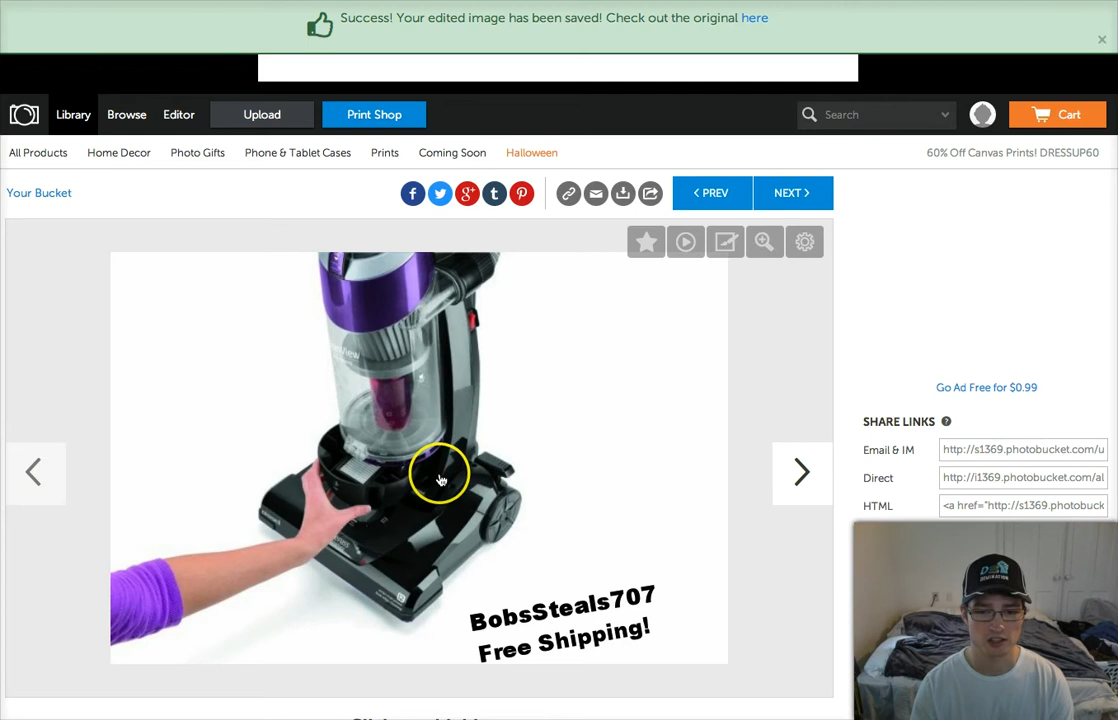 Success! Your edited image has been saved! Check out the original here
×
Library Browse Editor Upload Print Shop Search Cart
All Products Home Decor Photo Gifts Phone & Tablet Cases Prints Coming Soon Halloween 60% Off Canvas Prints! DRESSUP60
Your Bucket f g+ t < PREV NEXT >
BobsSteals707
Free Shipping!
Go Ad Free for $0.99
SHARE LINKS ?
Email & IM http://s1369.photobucket.com/u
Direct http://i1369.photobucket.com/al
HTML <a href="http://s1369.photobuck